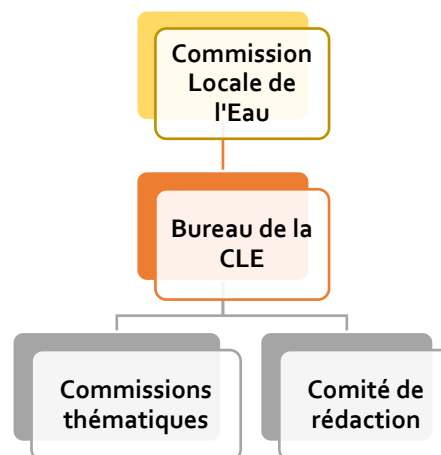 Commission
Locale de
l'Eau
Bureau de la
CLE
Commissions
thématiques
Comité de
rédaction